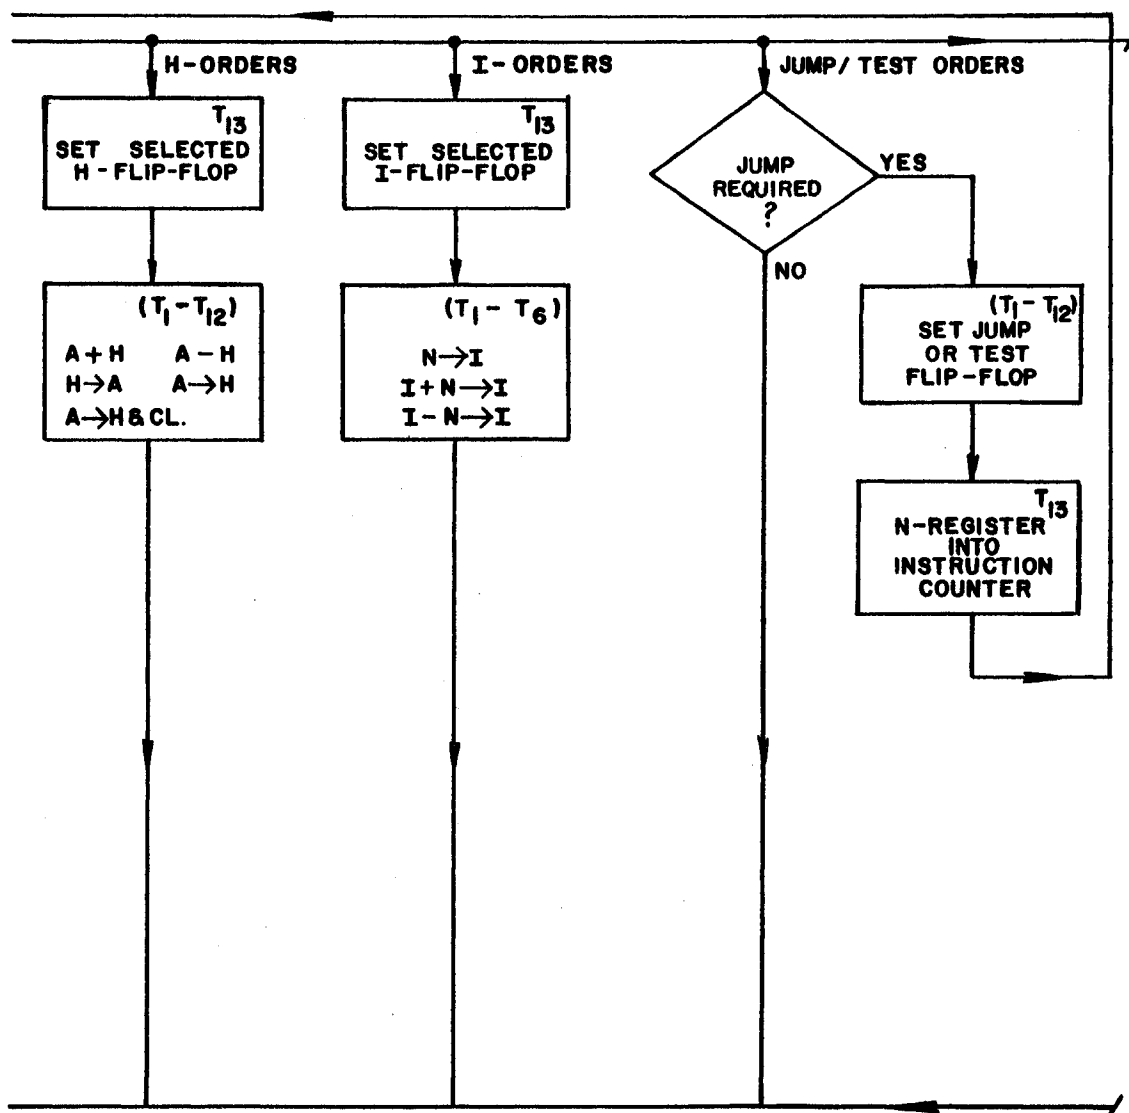 H-ORDERS
T13
SET SELECTED
H-FLIP-FLOP
(T1-T12)
A+H A-H
H→A A→H
A→H&CL.
I-ORDERS
T13
SET SELECTED
I-FLIP-FLOP
(T1-T6)
N→I
I+N→I
I-N→I
JUMP/TEST ORDERS
JUMP
REQUIRED
?
YES
NO
(T1-T12)
SET JUMP
OR TEST
FLIP-FLOP
T13
N-REGISTER
INTO
INSTRUCTION
COUNTER